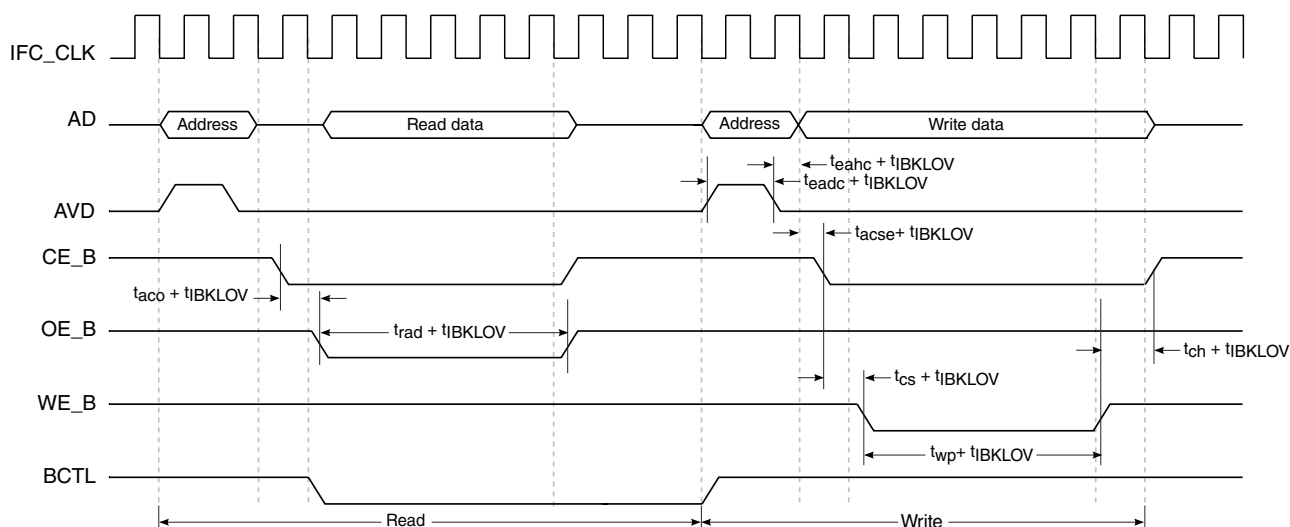 IFC_CLK
AD
Address
Read data
Address
Write data
teahc + tIBKLOV
teadc + tIBKLOV
AVD
tacse+ tIBKLOV
CE_B
taco + tIBKLOV
trad + tIBKLOV
OE_B
tch + tIBKLOV
tcs + tIBKLOV
WE_B
twp+ tIBKLOV
BCTL
Read
Write